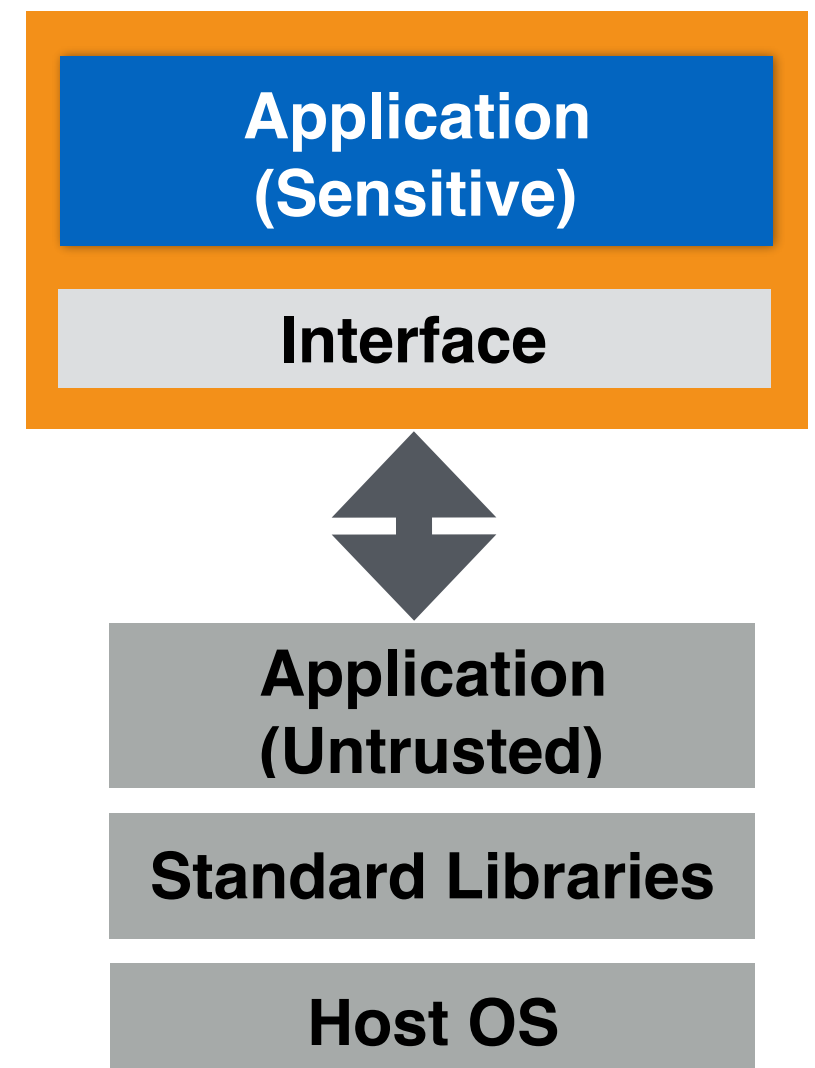 Application
(Sensitive)
Interface
Application
(Untrusted)
Standard Libraries
Host OS